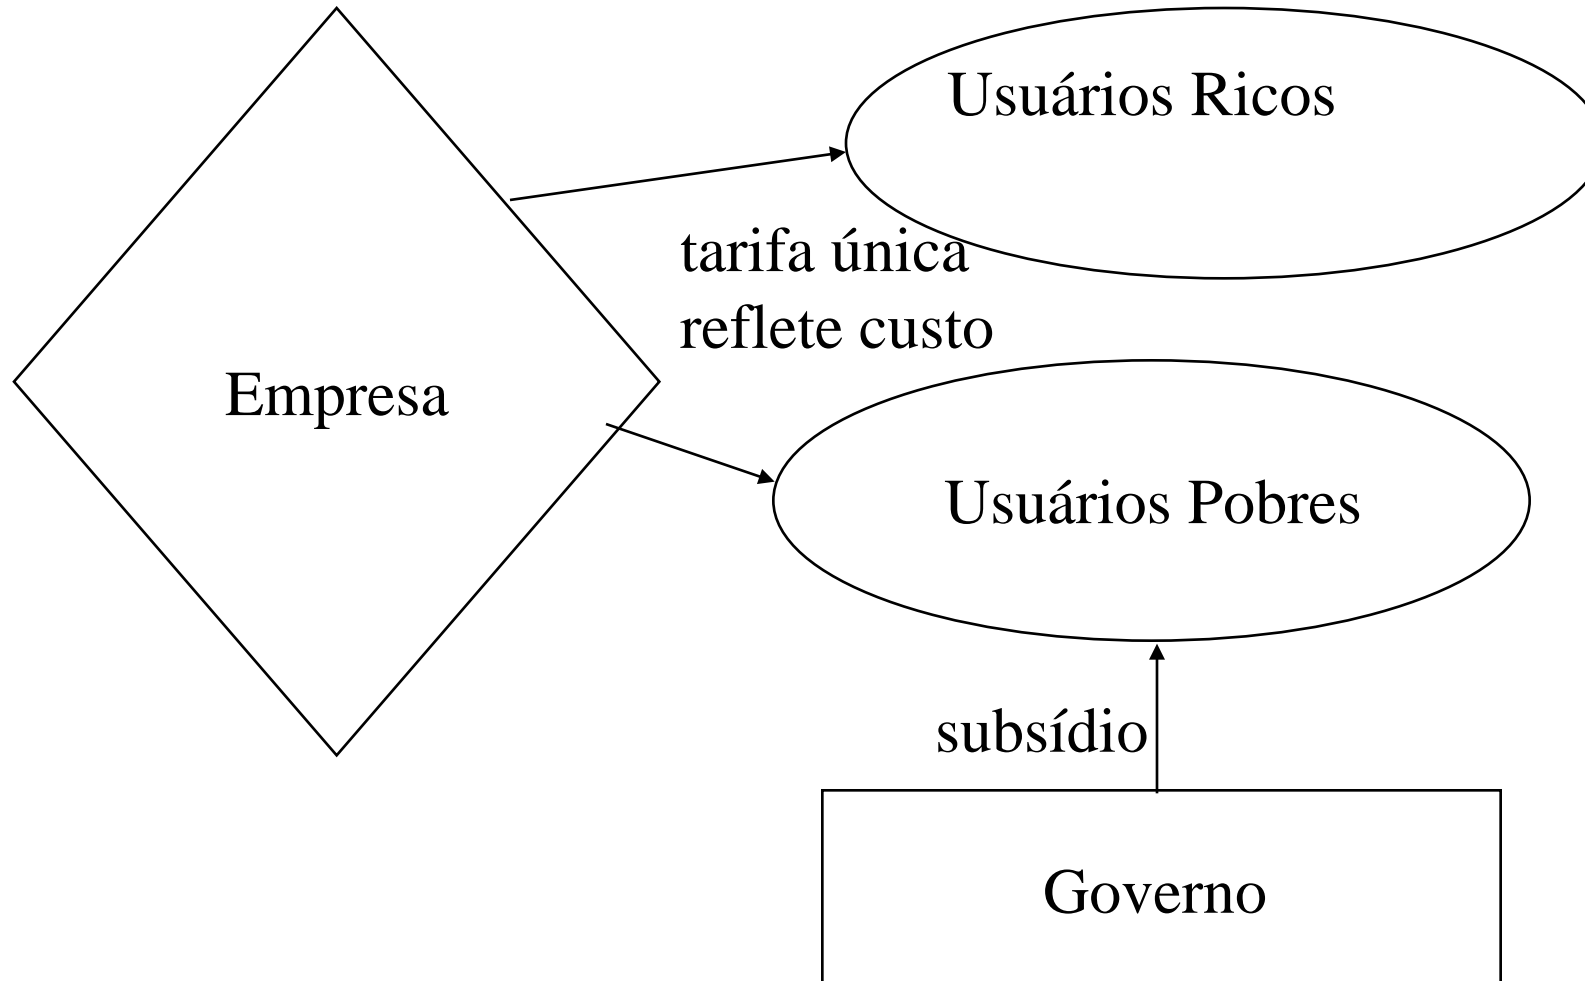 Usuários Ricos
tarifa única
reflete custo
Empresa
Usuários Pobres
subsídio
Governo